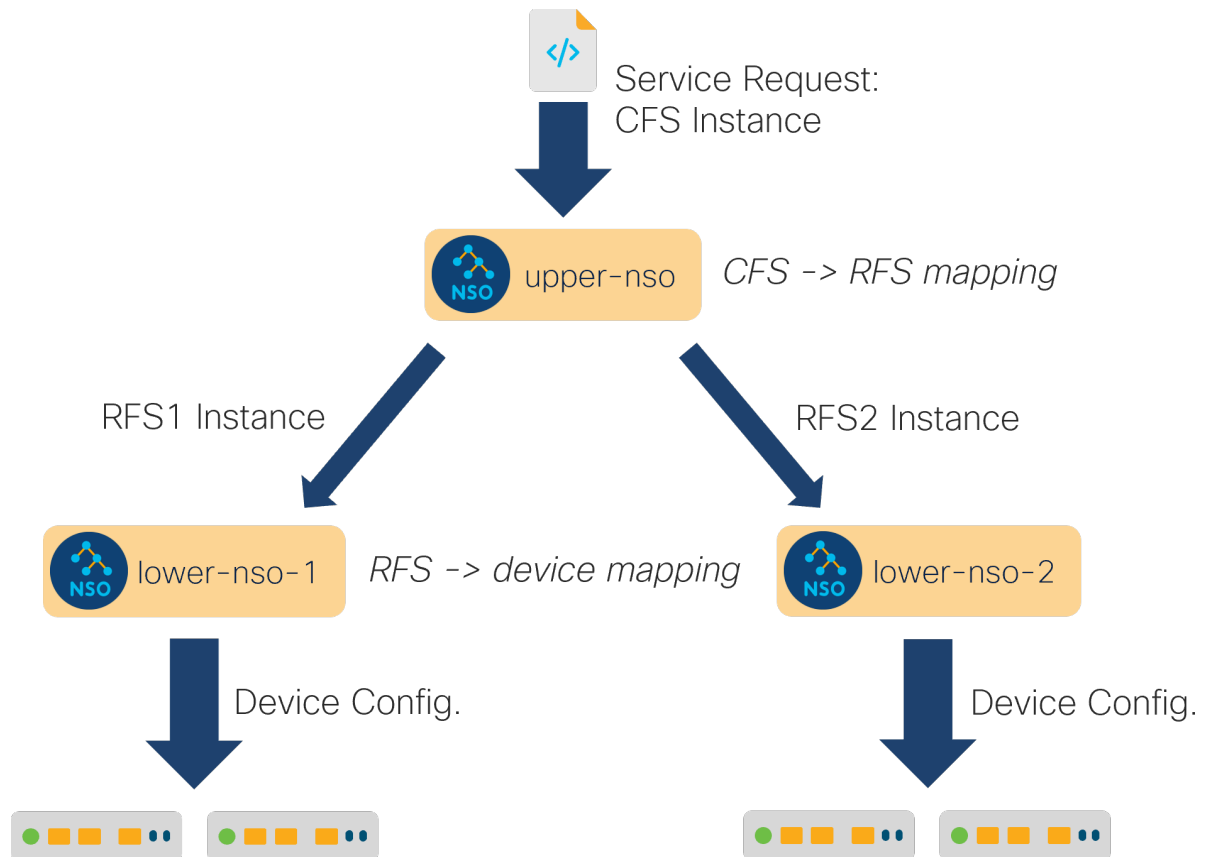 </>
Service Request:
CFS Instance
NSO
upper-nso
CFS -> RFS mapping
RFS1 Instance
RFS2 Instance
NSO
lower-nso-1
RFS -> device mapping
NSO
lower-nso-2
Device Config.
Device Config.